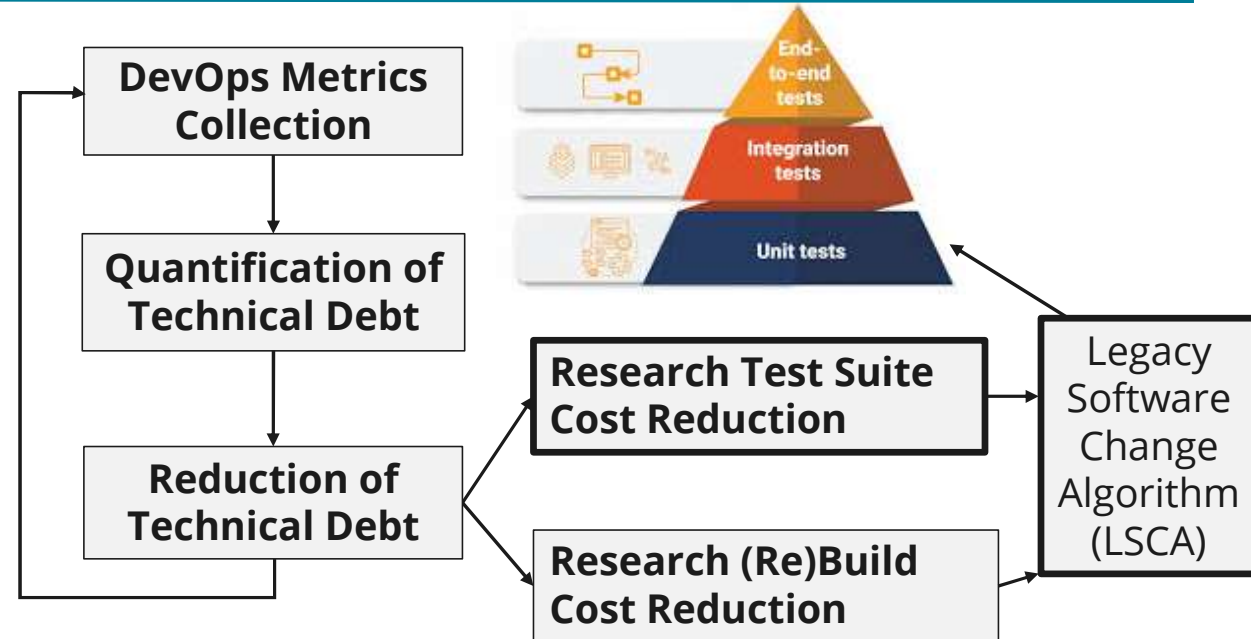 DevOps Metrics
Collection
Quantification of
Technical Debt
Reduction of
Technical Debt
End-
to-end
tests
Integration
tests
Unit tests
Research Test Suite
Cost Reduction
Research (Re)Build
Cost Reduction
Legacy
Software
Change
Algorithm
(LSCA)